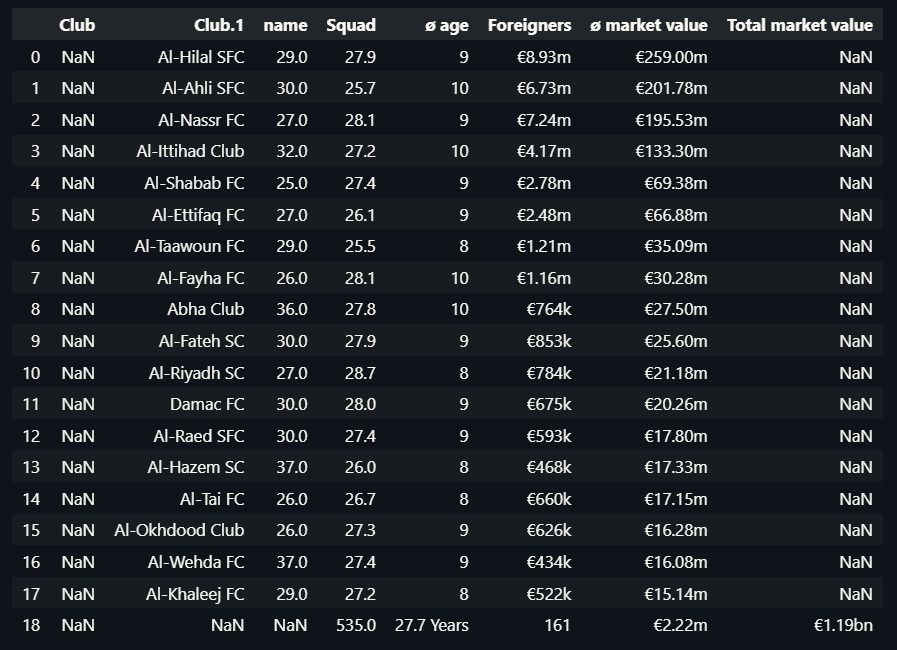 Club Club.1 name Squad ø age Foreigners ø market value Total market value
0 NaN Al-Hilal SFC 29.0 27.9 9 €8.93m €259.00m NaN
1 NaN Al-Ahli SFC 30.0 25.7 10 €6.73m €201.78m NaN
2 NaN Al-Nassr FC 27.0 28.1 9 €7.24m €195.53m NaN
3 NaN Al-Ittihad Club 32.0 27.2 10 €4.17m €133.30m NaN
4 NaN Al-Shabab FC 25.0 27.4 9 €2.78m €69.38m NaN
5 NaN Al-Ettifaq FC 27.0 26.1 9 €2.48m €66.88m NaN
6 NaN Al-Taawoun FC 29.0 25.5 8 €1.21m €35.09m NaN
7 NaN Al-Fayha FC 26.0 28.1 10 €1.16m €30.28m NaN
8 NaN Abha Club 36.0 27.8 10 €764k €27.50m NaN
9 NaN Al-Fateh SC 30.0 27.9 9 €853k €25.60m NaN
10 NaN Al-Riyadh SC 27.0 28.7 8 €784k €21.18m NaN
11 NaN Damac FC 30.0 28.0 9 €675k €20.26m NaN
12 NaN Al-Raed SFC 30.0 27.4 9 €593k €17.80m NaN
13 NaN Al-Hazem SC 37.0 26.0 8 €468k €17.33m NaN
14 NaN Al-Tai FC 26.0 26.7 8 €660k €17.15m NaN
15 NaN Al-Okhdood Club 26.0 27.3 9 €626k €16.28m NaN
16 NaN Al-Wehda FC 37.0 27.4 9 €434k €16.08m NaN
17 NaN Al-Khaleej FC 29.0 27.2 8 €522k €15.14m NaN
18 NaN NaN NaN 535.0 27.7 Years 161 €2.22m €1.19bn